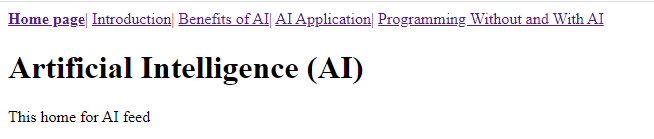 Home page| Introduction| Benefits of AI| AI Application| Programming Without and With AI
Artificial Intelligence (AI)
This home for AI feed